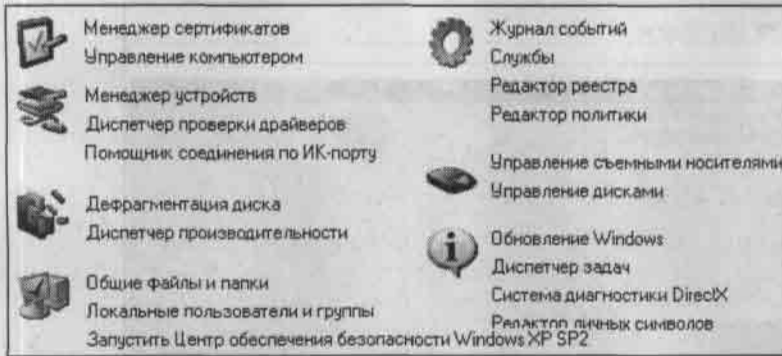 Менеджер сертификатов
Управление компьютером
Менеджер устройств
Диспетчер проверки драйверов
Помощник соединения по ИК-порту
Дефрагментация диска
Диспетчер производительности
Общие файлы и папки
Локальные пользователи и группы
Запустить Центр обеспечения безопасности Windows XP SP2
Журнал событий
Службы
Редактор реестра
Редактор политики
Управление съемными носителями
Управление дисками
Обновление Windows
Диспетчер задач
Система диагностики DirectX
Редактор личных символов